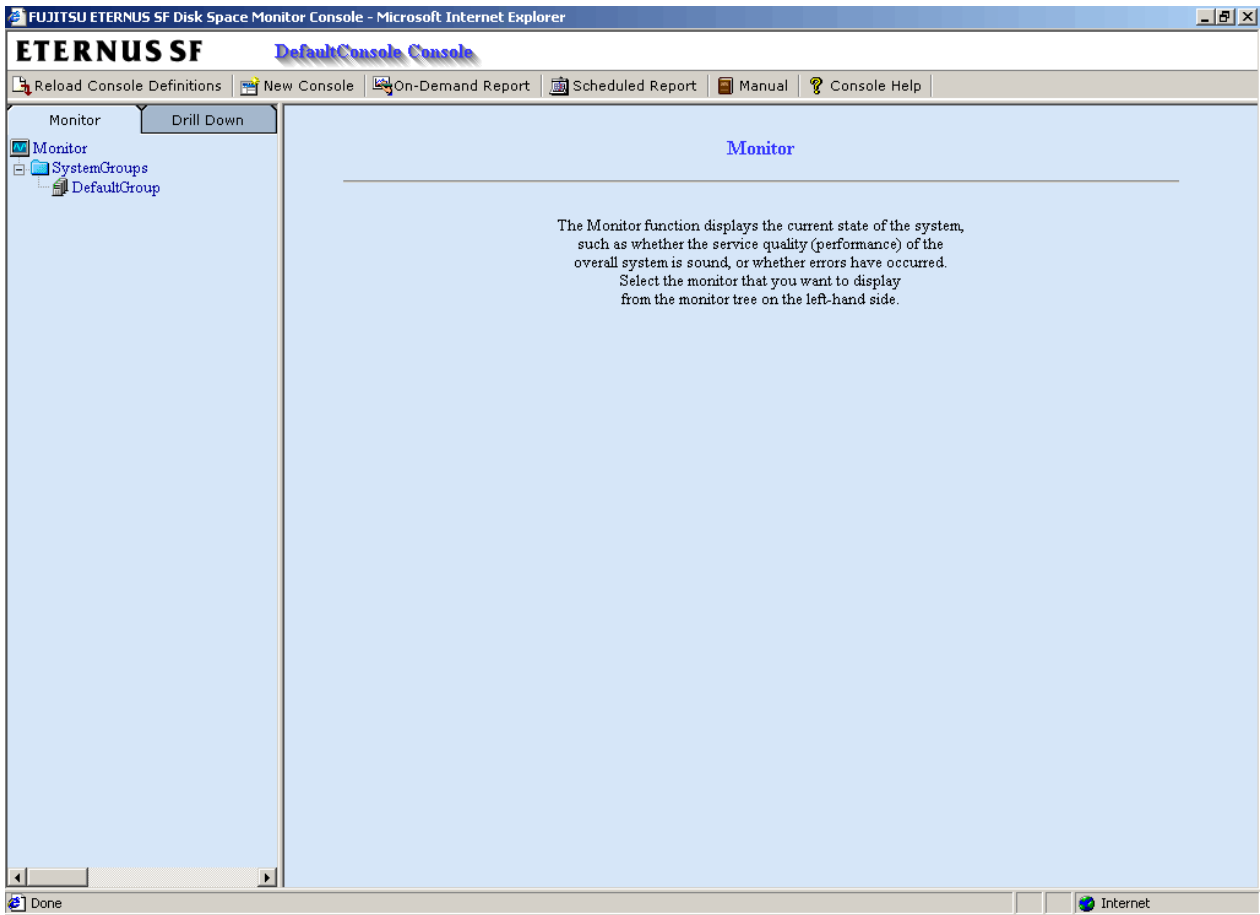 FUJITSU ETERNUS SF Disk Space Monitor Console - Microsoft Internet Explorer
ETERNUS SF DefaultConsole Console
Reload Console Definitions New Console On-Demand Report Scheduled Report Manual Console Help
Monitor Drill Down
Monitor
SystemGroups
DefaultGroup
Monitor
The Monitor function displays the current state of the system,
such as whether the service quality (performance) of the
overall system is sound, or whether errors have occurred.
Select the monitor that you want to display
from the monitor tree on the left-hand side.
Done Internet